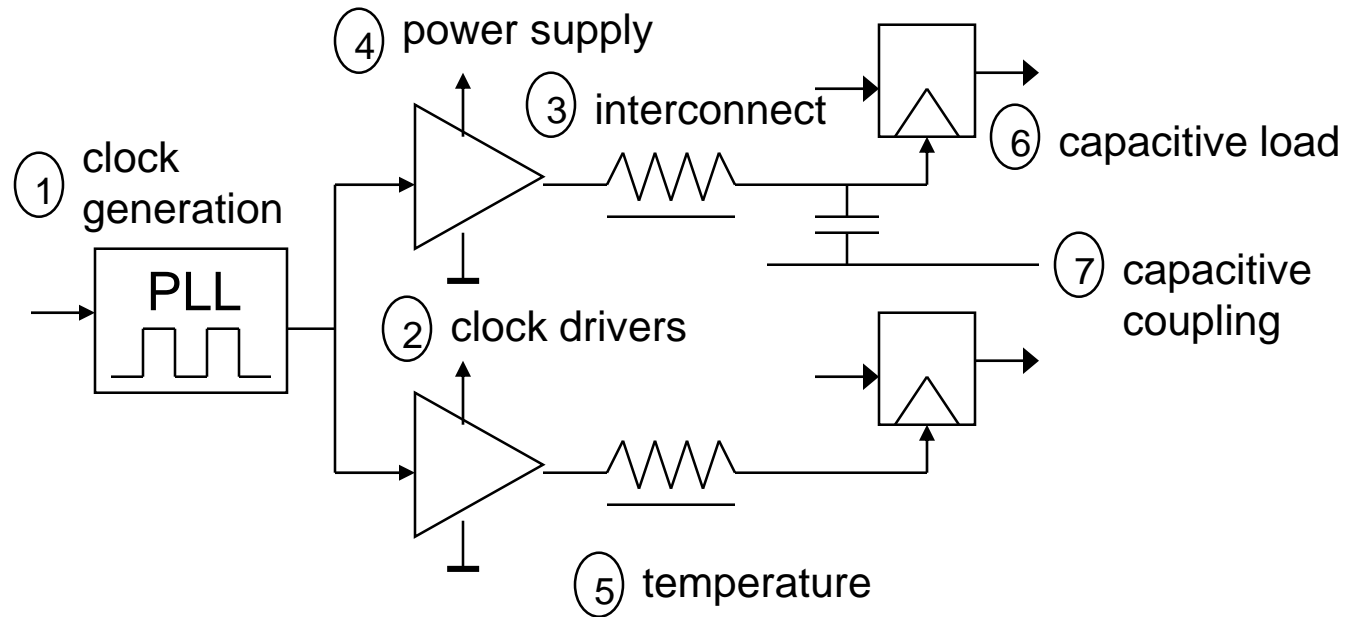 4 power supply
3 interconnect
1 clock
generation
6 capacitive load
PLL
7 capacitive
coupling
2 clock drivers
5 temperature